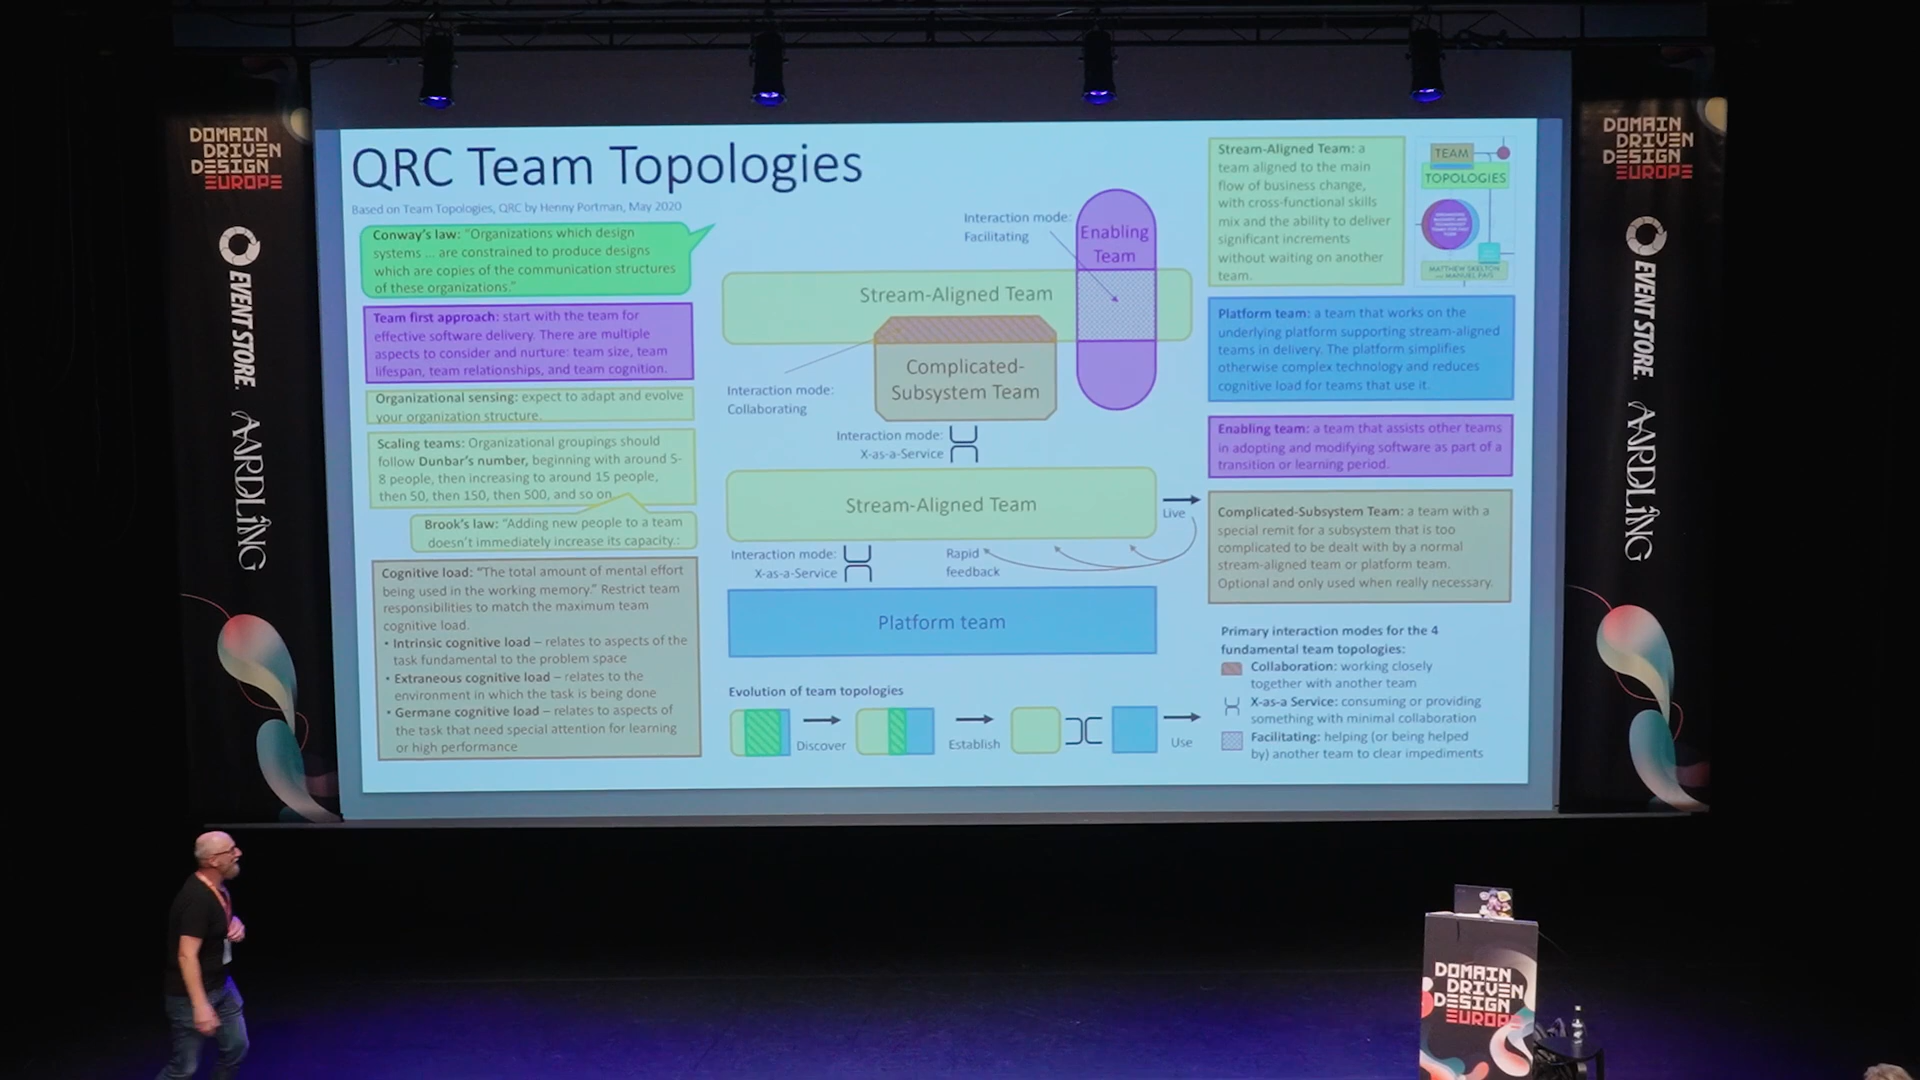 DOMAIN
DRIVEN
DESIGN
EUROPE
EVENT STORE.
AARDLING
QRC Team Topologies
Based on Team Topologies, QRC by Henny Portman, May 2020
Conway's law: "Organizations which design
systems ... are constrained to produce designs
which are copies of the communication structures
of these organizations."
Team first approach: start with the team for
effective software delivery. There are multiple
aspects to consider and nurture: team size, team
lifespan, team relationships, and team cognition.
Organizational sensing: expect to adapt and evolve
your organization structure.
Scaling teams: Organizational groupings should
follow Dunbar's number, beginning with around 5-
8 people, then increasing to around 15 people,
then 50, then 150, then 500, and so on
Brook's law: "Adding new people to a team
doesn't immediately increase its capacity.:
Cognitive load: "The total amount of mental effort
being used in the working memory." Restrict team
responsibilities to match the maximum team
cognitive load.
• Intrinsic cognitive load – relates to aspects of the
task fundamental to the problem space
• Extraneous cognitive load – relates to the
environment in which the task is being done
• Germane cognitive load – relates to aspects of
the task that need special attention for learning
or high performance
Interaction mode:
Facilitating
Enabling
Team
Stream-Aligned Team
Complicated-
Subsystem Team
Interaction mode:
Collaborating
Interaction mode:
X-as-a-Service
Stream-Aligned Team
Live
Interaction mode:
X-as-a-Service
Rapid
feedback
Platform team
Evolution of team topologies
Discover
Establish
Use
Stream-Aligned Team: a
team aligned to the main
flow of business change,
with cross-functional skills
mix and the ability to deliver
significant increments
without waiting on another
team.
TEAM
TOPOLOGIES
MATTHEW SKELTON
MANUEL PAIS
Platform team: a team that works on the
underlying platform supporting stream-aligned
teams in delivery. The platform simplifies
otherwise complex technology and reduces
cognitive load for teams that use it.
Enabling team: a team that assists other teams
in adopting and modifying software as part of a
transition or learning period.
Complicated-Subsystem Team: a team with a
special remit for a subsystem that is too
complicated to be dealt with by a normal
stream-aligned team or platform team.
Optional and only used when really necessary.
Primary interaction modes for the 4
fundamental team topologies:
Collaboration: working closely
together with another team
X-as-a Service: consuming or providing
something with minimal collaboration
Facilitating: helping (or being helped
by) another team to clear impediments
DOMAIN
DRIVEN
DESIGN
EUROPE
EVENT STORE.
AARDLING
DOMAIN
DRIVEN
DESIGN
EUROPE